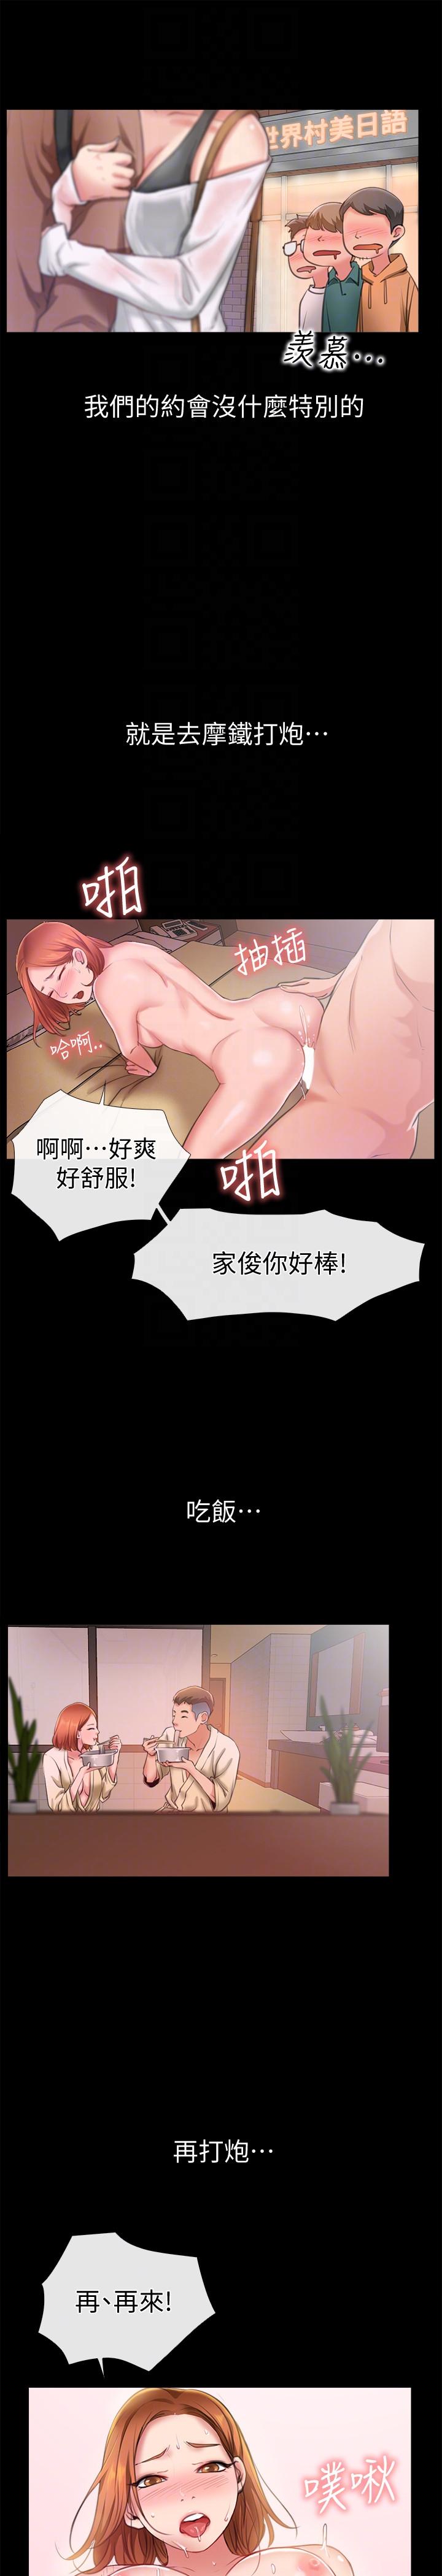 世界村美日語
羨慕…
我們的約會沒什麼特別的
就是去摩鐵打炮…
啪
抽插
哈啊..
啊啊…好爽
好舒服!
啪
家俊你好棒!
吃飯…
再打炮…
再、再來!
噗啾